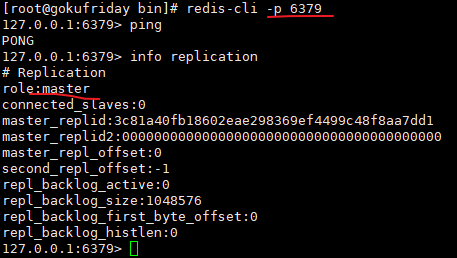 [root@gokufriday bin]# redis-cli -p 6379
127.0.0.1:6379> ping
PONG
127.0.0.1:6379> info replication
# Replication
role:master
connected_slaves:0
master_replid:3c81a40fb18602eae298369ef4499c48f8aa7dd1
master_replid2:0000000000000000000000000000000000000000
master_repl_offset:0
second_repl_offset:-1
repl_backlog_active:0
repl_backlog_size:1048576
repl_backlog_first_byte_offset:0
repl_backlog_histlen:0
127.0.0.1:6379>